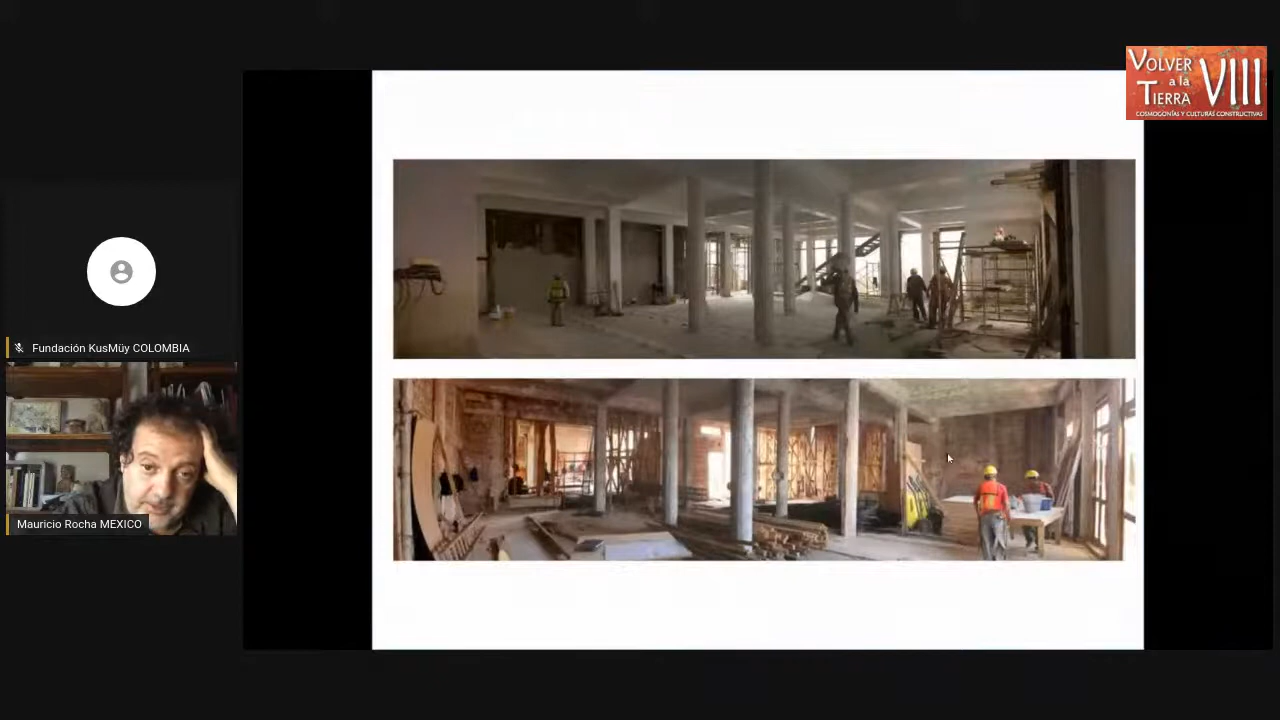 VOLVER
a la
TIERRA
VIII
COSMOGONÍAS Y CULTURAS CONSTRUCTIVAS
Fundación KusMüy COLOMBIA
Mauricio Rocha MEXICO